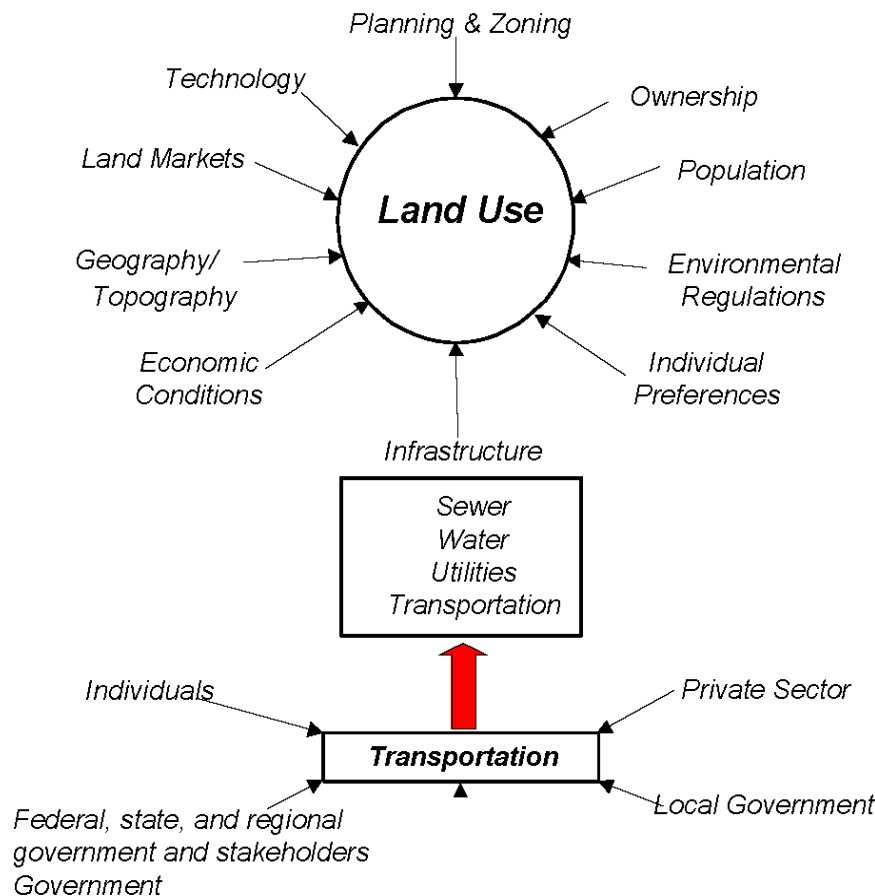 Planning & Zoning
Technology
Ownership
Land Markets
Population
Land Use
Geography/
Topography
Environmental
Regulations
Economic
Conditions
Individual
Preferences
Infrastructure
Sewer
Water
Utilities
Transportation
Individuals
Private Sector
Transportation
Federal, state, and regional
government and stakeholders
Government
Local Government